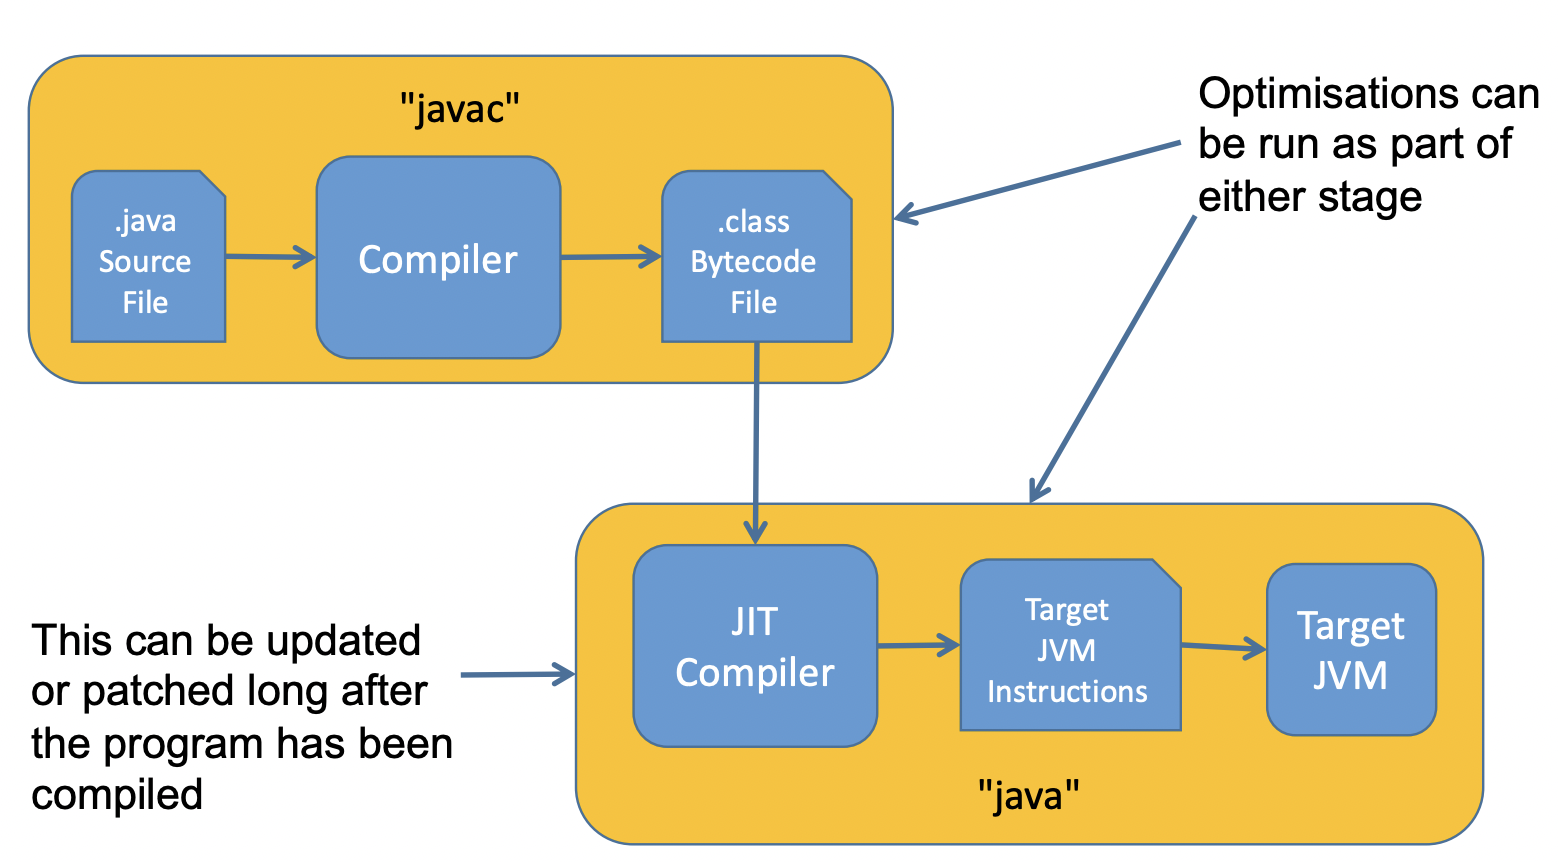 "javac"
.java
Source
File
Compiler
.class
Bytecode
File
Optimisations can
be run as part of
either stage
This can be updated
or patched long after
the program has been
compiled
JIT
Compiler
Target
JVM
Instructions
Target
JVM
"java"